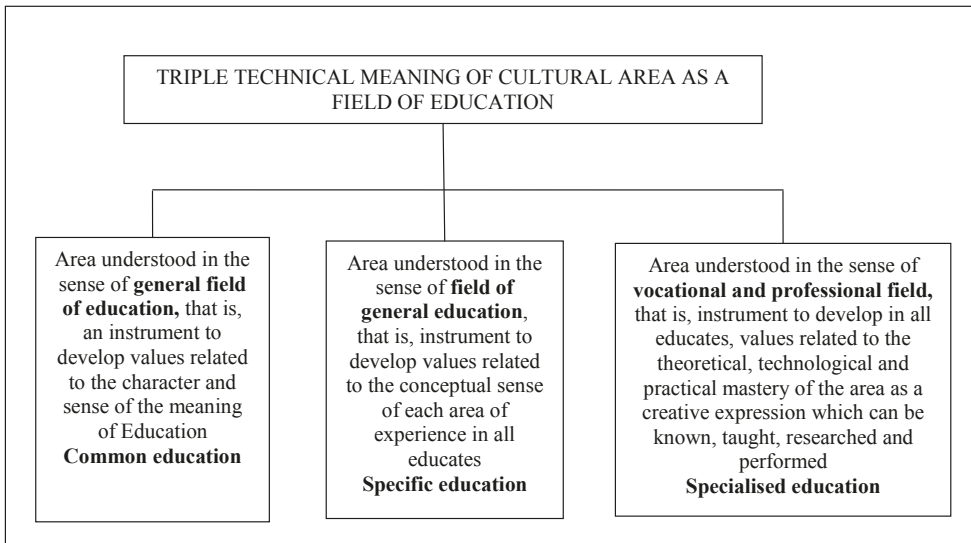 TRIPLE TECHNICAL MEANING OF CULTURAL AREA AS A
FIELD OF EDUCATION
Area understood in the
sense of general field
of education, that is,
an instrument to
develop values related
to the character and
sense of the meaning
of Education
Common education
Area understood in the
sense of field of
general education,
that is, instrument to
develop values related
to the conceptual sense
of each area of
experience in all
educates
Specific education
Area understood in the sense of
vocational and professional field,
that is, instrument to develop in all
educates, values related to the
theoretical, technological and
practical mastery of the area as a
creative expression which can be
known, taught, researched and
performed
Specialised education